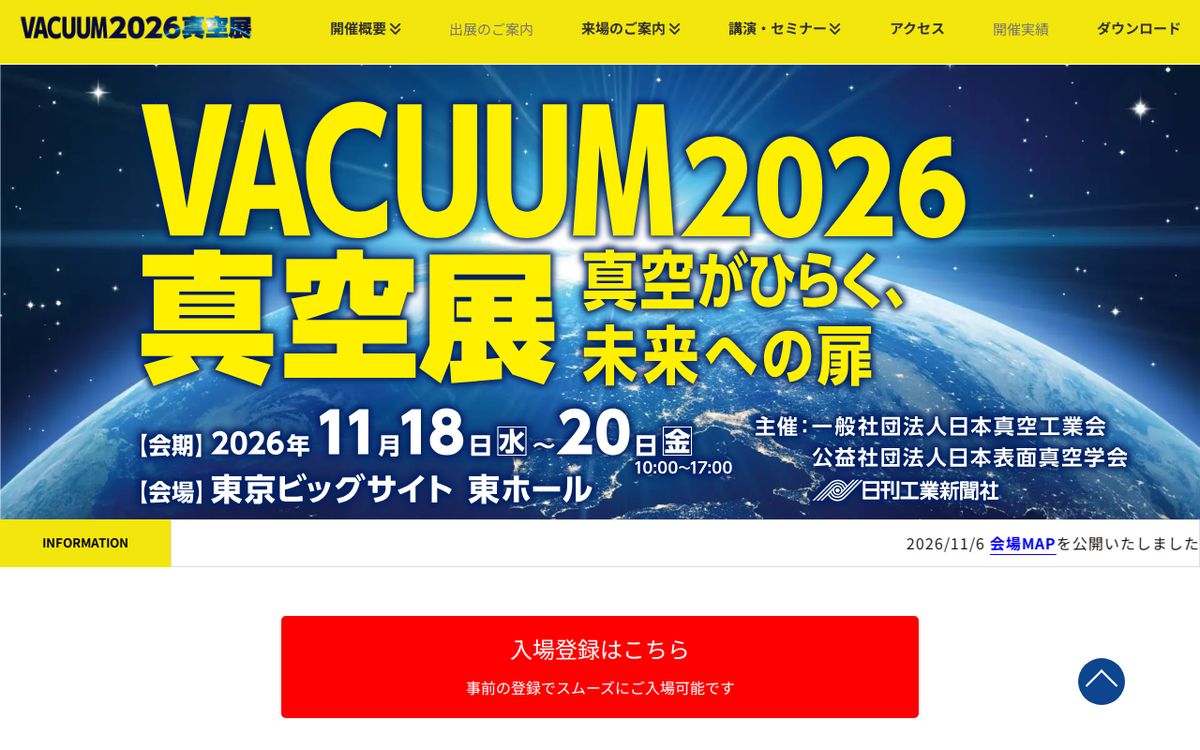 VACUUM2026真空展
開催概要
出展のご案内
来場のご案内
講演・セミナー
アクセス
開催実績
ダウンロード
VACUUM2026
真空展
真空がひらく、
未来への扉
【会期】2026年 11月18日水～20日金
10:00～17:00
【会場】東京ビッグサイト 東ホール
主催：一般社団法人日本真空工業会
公益社団法人日本表面真空学会
日刊工業新聞社
INFORMATION
2026/11/6 会場MAPを公開いたしました
入場登録はこちら
事前の登録でスムーズにご入場可能です